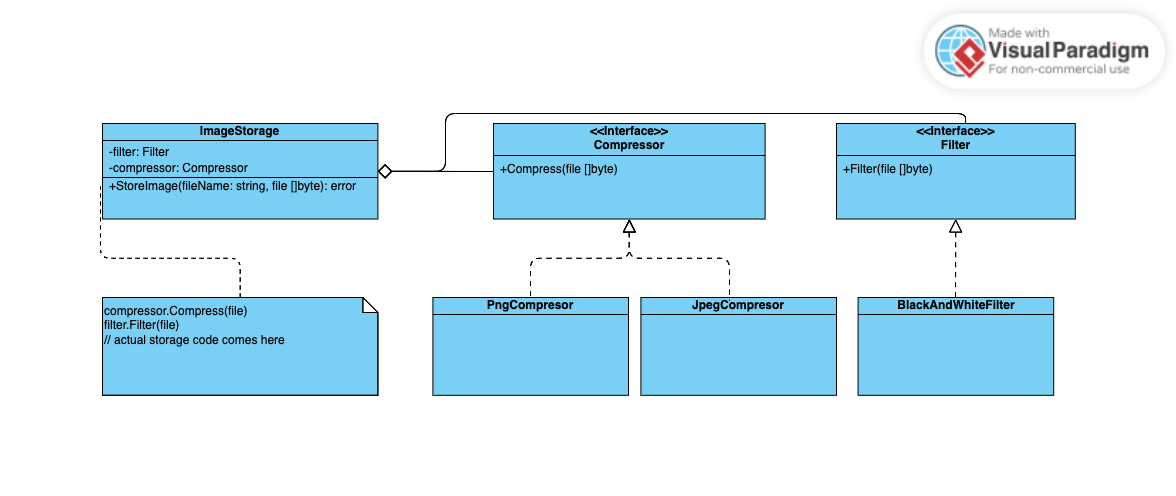 Made with
VisualParadigm
For non-commercial use
ImageStorage
-filter: Filter
-compressor: Compressor
+StoreImage(fileName: string, file []byte): error
<<Interface>>
Compressor
+Compress(file []byte)
<<Interface>>
Filter
+Filter(file []byte)
compressor.Compress(file)
filter.Filter(file)
// actual storage code comes here
PngCompresor
JpegCompresor
BlackAndWhiteFilter